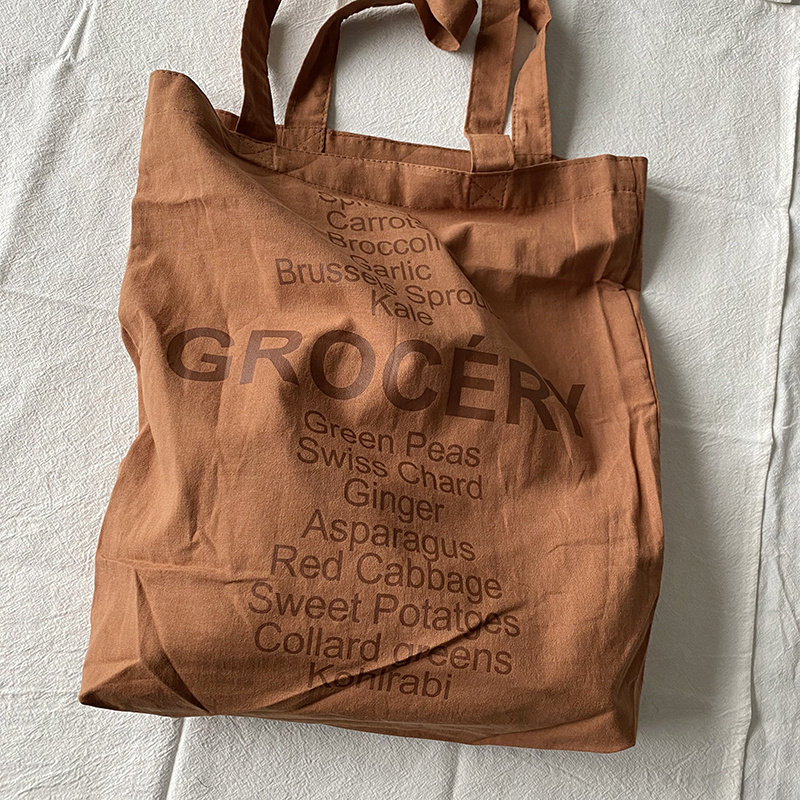 Carrots
Broccoli
Garlic
Brussels Sprou
Kale
GROCÉRY
Green Peas
Swiss Chard
Ginger
Asparagus
Red Cabbage
Sweet Potatoes
Collard greens
Kohlrabi